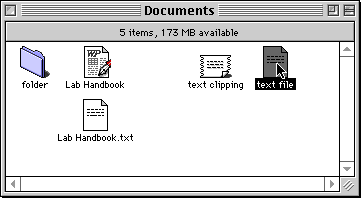 Documents
5 items, 173 MB available
folder
Lab Handbook
text clipping
text file
Lab Handbook.txt